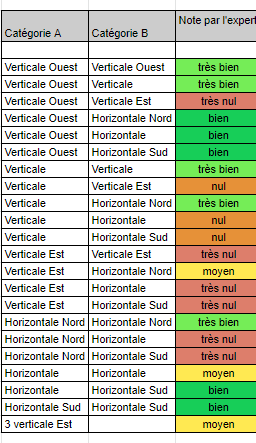 Catégorie A Catégorie B Note par l'expert
Verticale Ouest Verticale Ouest très bien
Verticale Ouest Verticale très bien
Verticale Ouest Verticale Est très nul
Verticale Ouest Horizontale Nord bien
Verticale Ouest Horizontale bien
Verticale Ouest Horizontale Sud bien
Verticale Verticale très bien
Verticale Verticale Est nul
Verticale Horizontale Nord très bien
Verticale Horizontale nul
Verticale Horizontale Sud nul
Verticale Est Verticale Est très nul
Verticale Est Horizontale Nord moyen
Verticale Est Horizontale très nul
Verticale Est Horizontale Sud très nul
Horizontale Nord Horizontale Nord très bien
Horizontale Nord Horizontale très nul
Horizontale Nord Horizontale Sud très nul
Horizontale Horizontale moyen
Horizontale Horizontale Sud bien
Horizontale Sud Horizontale Sud bien
3 verticale Est moyen